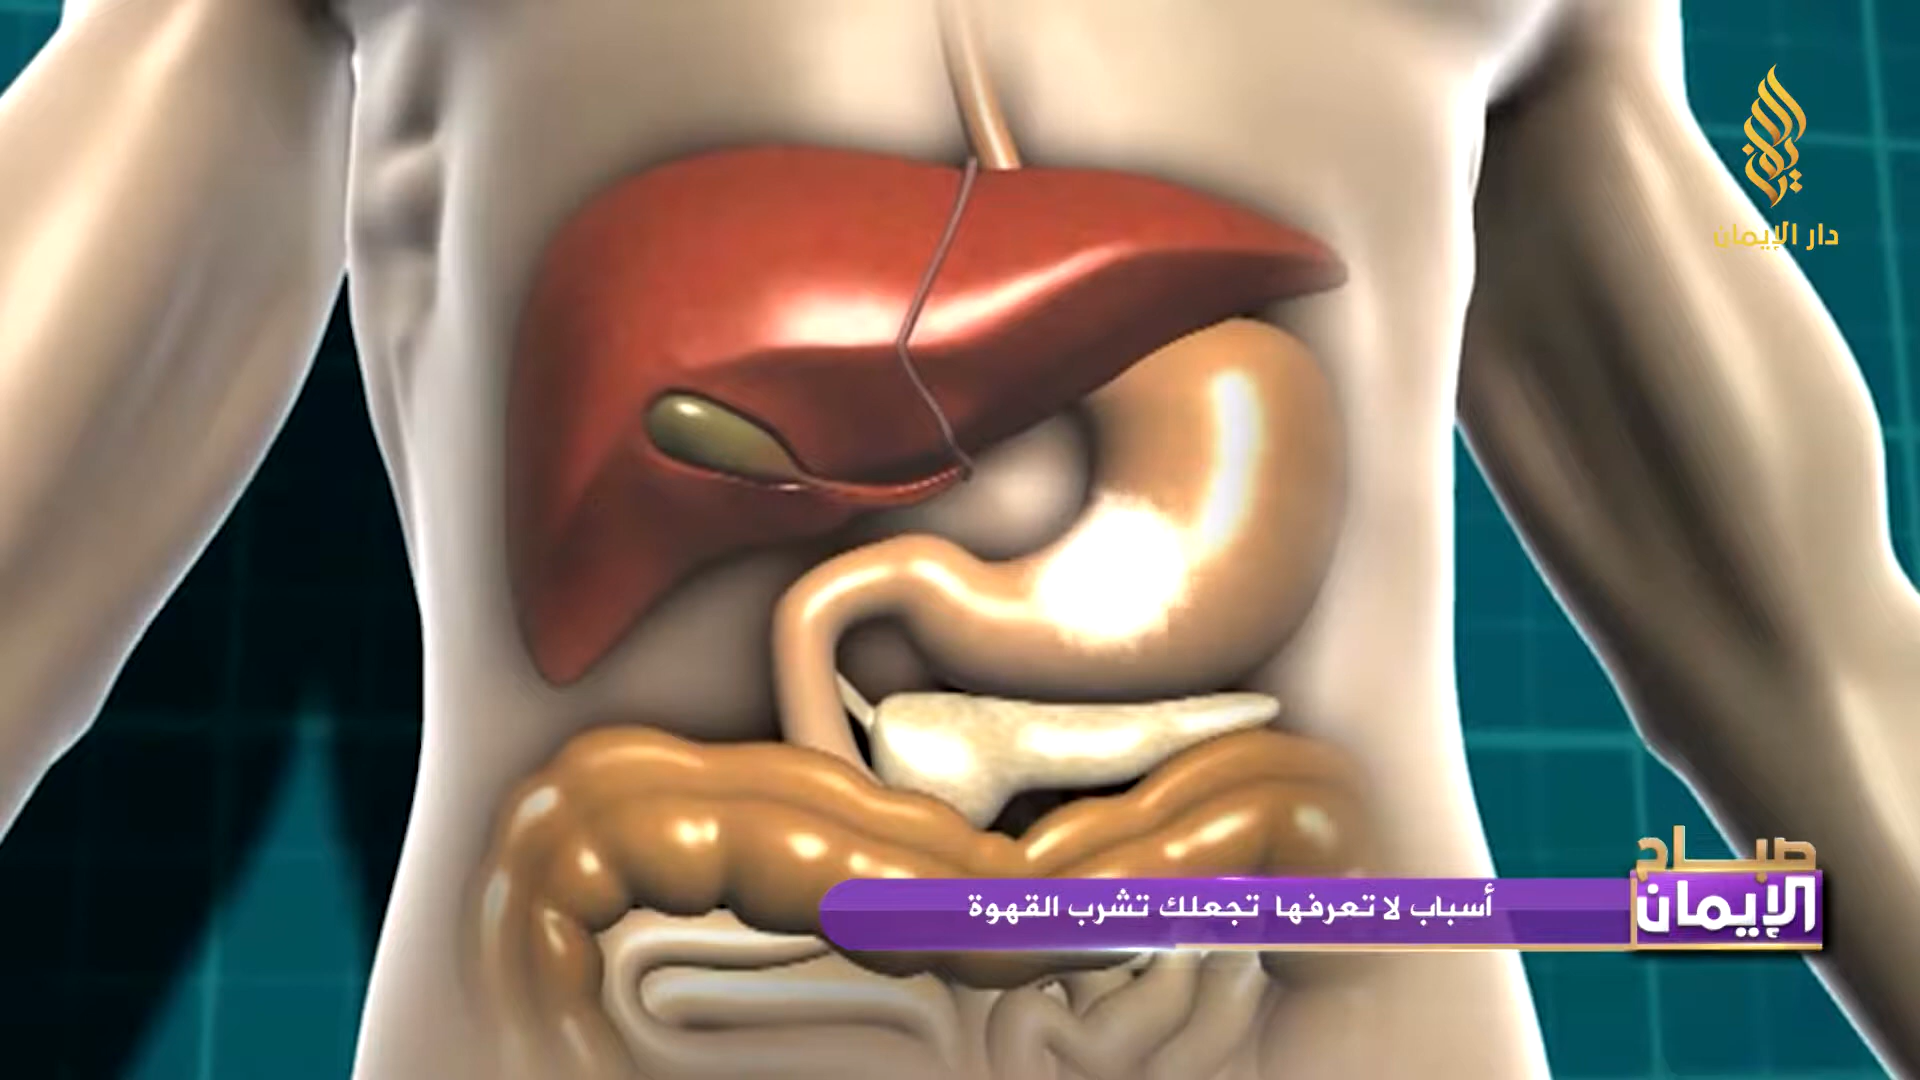 دار الإيمان
صباح
الإيمان
أسباب لا تعرفها تجعلك تشرب القهوة